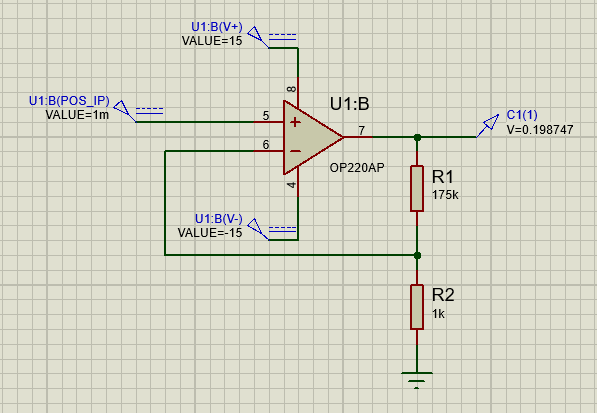 U1:B(V+)
VALUE=15
U1:B(POS_IP)
VALUE=1m
8
U1:B
5
+
7
C1(1)
V=0.198747
6
−
OP220AP
4
R1
175k
U1:B(V-)
VALUE=-15
R2
1k